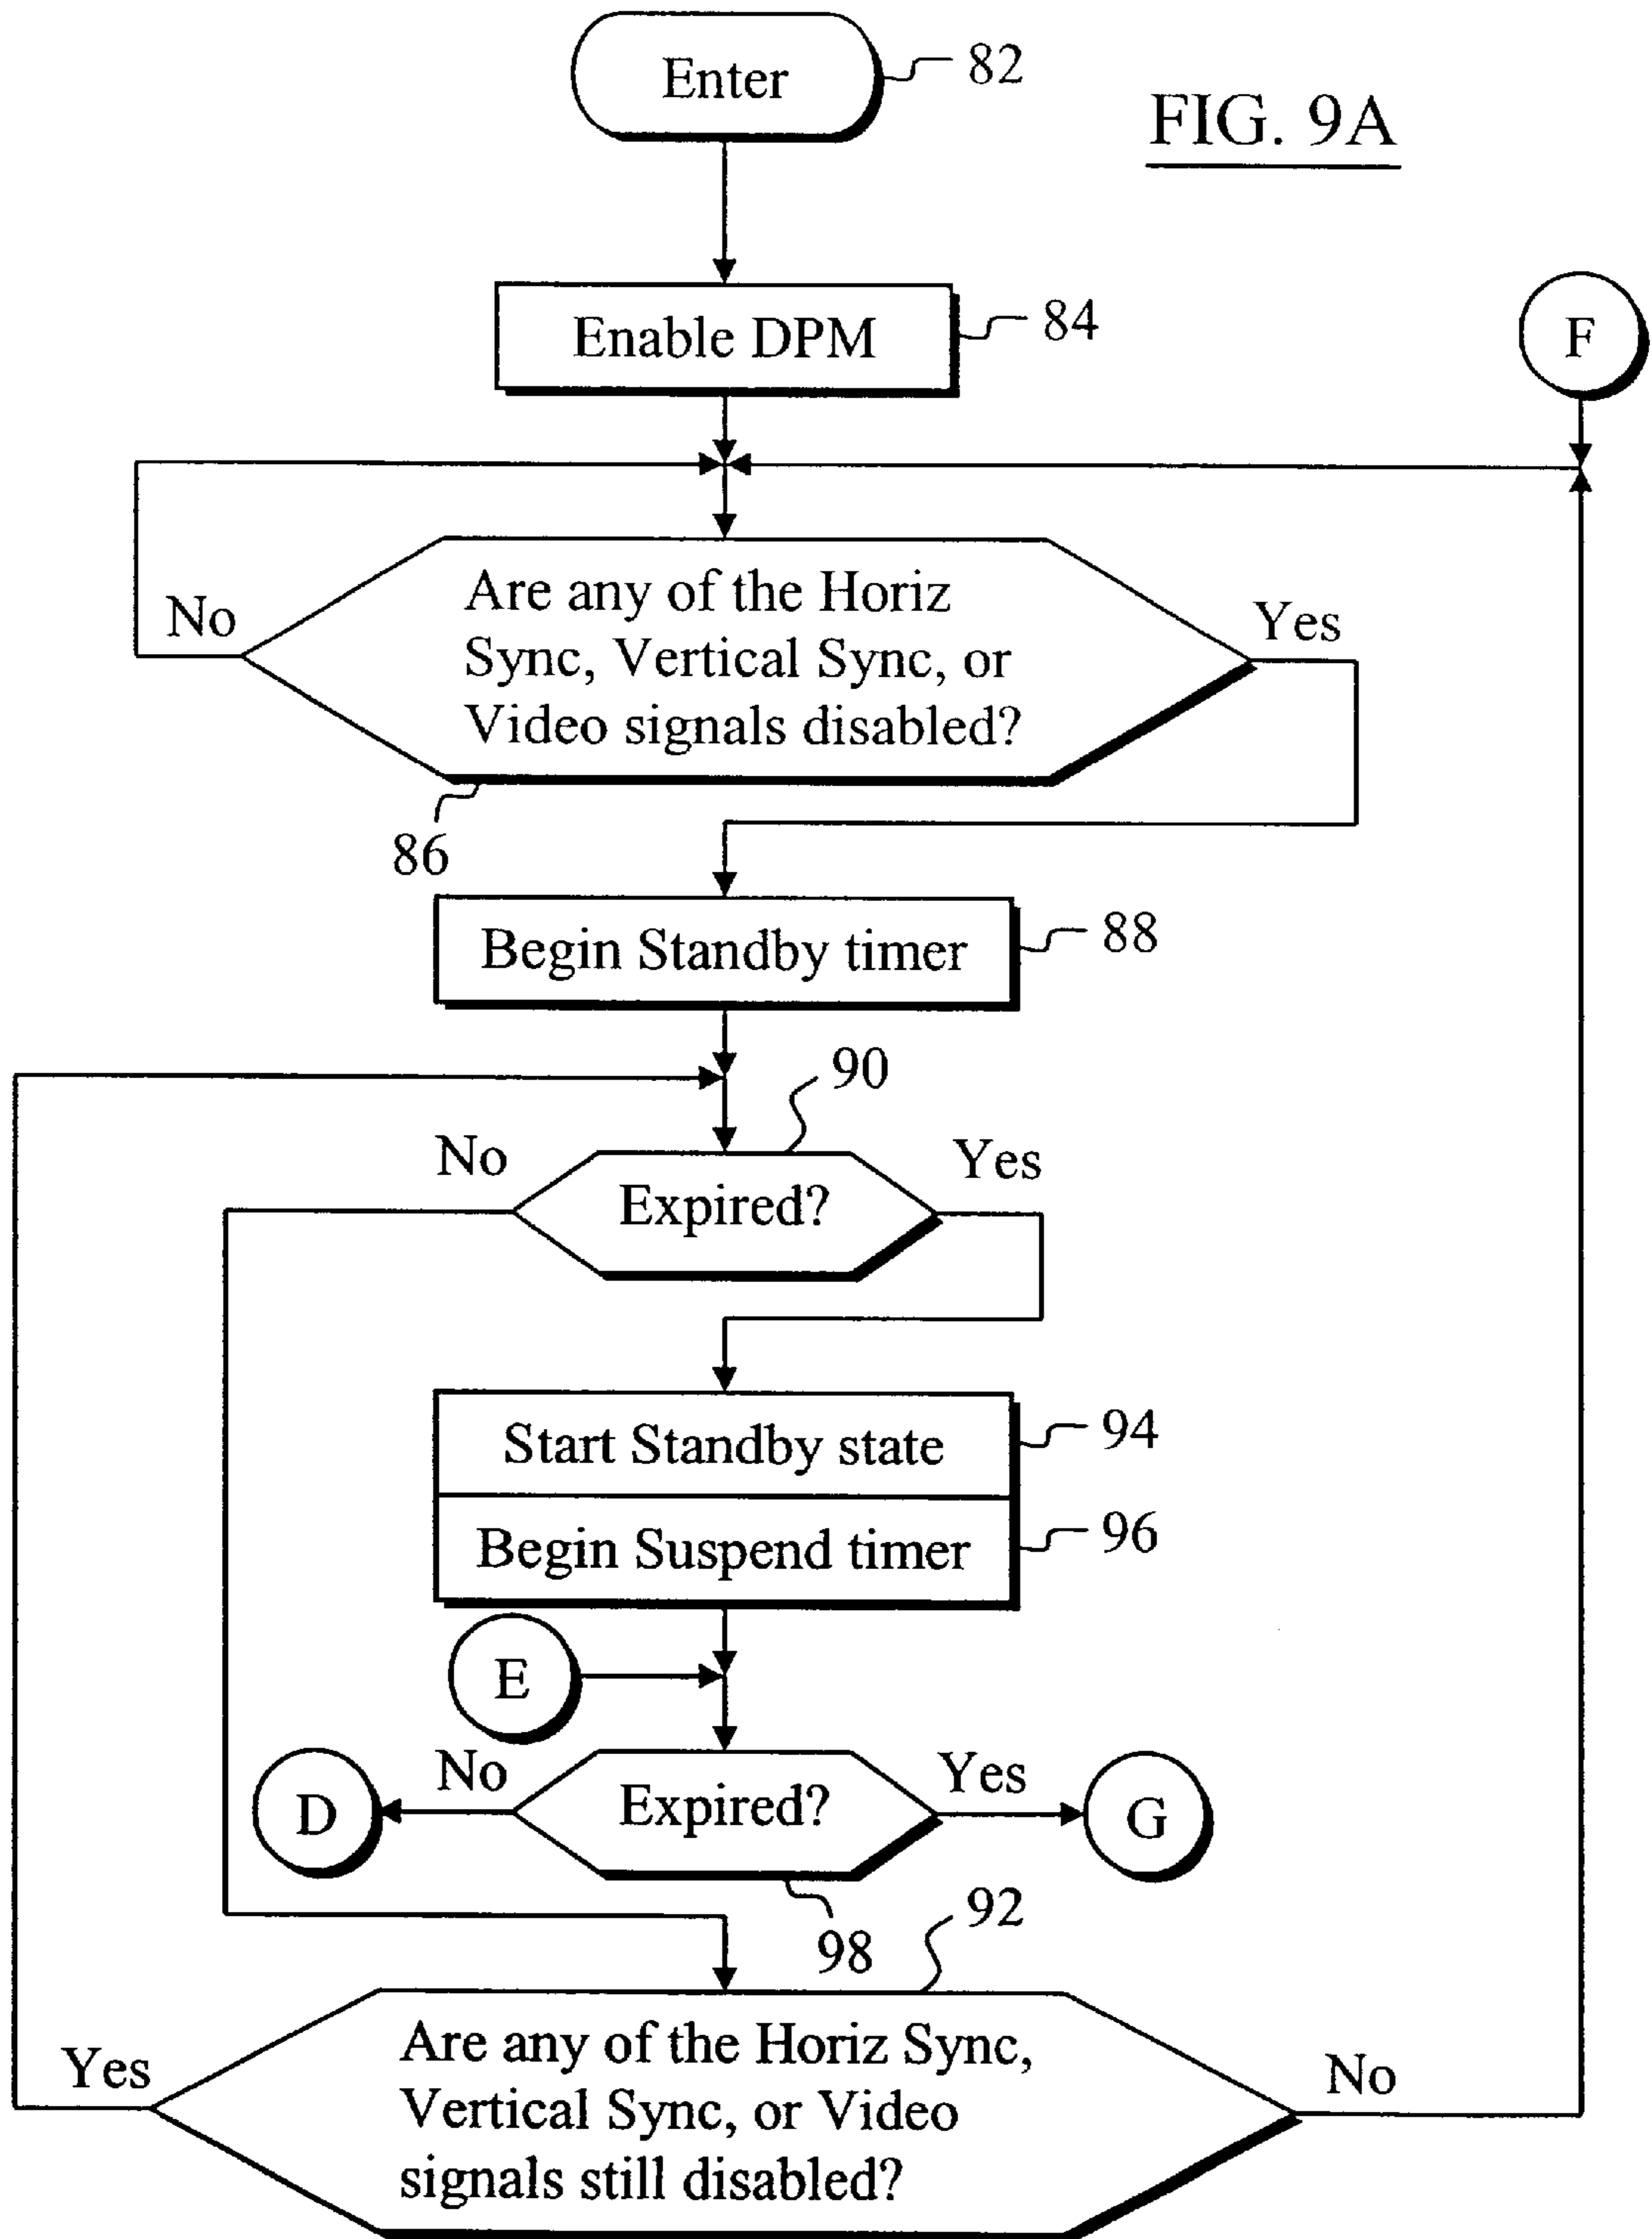 Enter
82
FIG. 9A
Enable DPM
84
F
No
Are any of the Horiz
Sync, Vertical Sync, or
Video signals disabled?
Yes
86
Begin Standby timer
88
90
No
Expired?
Yes
Start Standby state
94
Begin Suspend timer
96
E
D
No
Expired?
Yes
G
98
92
Yes
Are any of the Horiz Sync,
Vertical Sync, or Video
signals still disabled?
No